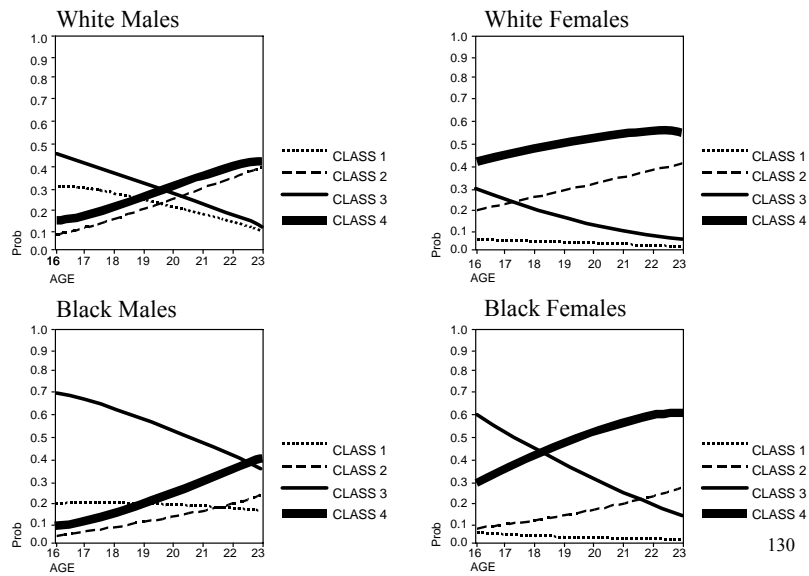 White Males
1.0
0.9
0.8
0.7
0.6
0.5
0.4
0.3
0.2
0.1
0.0
Prob
16 17 18 19 20 21 22 23
AGE
CLASS 1
CLASS 2
CLASS 3
CLASS 4
White Females
1.0
0.9
0.8
0.7
0.6
0.5
0.4
0.3
0.2
0.1
0.0
Prob
16 17 18 19 20 21 22 23
AGE
CLASS 1
CLASS 2
CLASS 3
CLASS 4
Black Males
1.0
0.9
0.8
0.7
0.6
0.5
0.4
0.3
0.2
0.1
0.0
Prob
16 17 18 19 20 21 22 23
AGE
CLASS 1
CLASS 2
CLASS 3
CLASS 4
Black Females
1.0
0.9
0.8
0.7
0.6
0.5
0.4
0.3
0.2
0.1
0.0
Prob
16 17 18 19 20 21 22 23
AGE
CLASS 1
CLASS 2
CLASS 3
CLASS 4
130